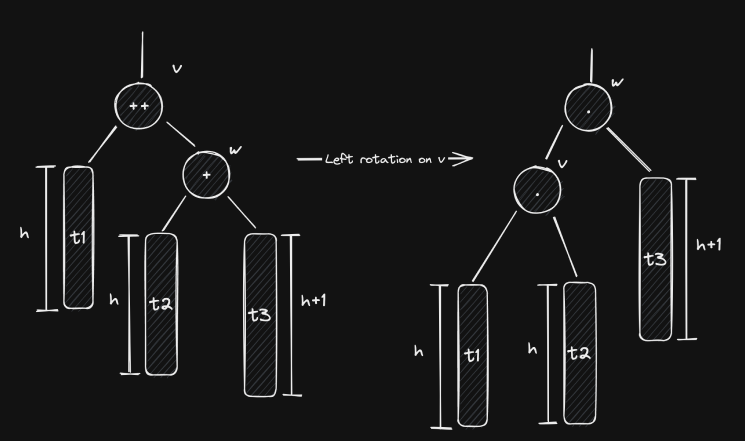 v
++
w
+
h
t1
h
t2
t3
h+1
Left rotation on v
w
.
v
.
t3
h+1
h
t1
h
t2